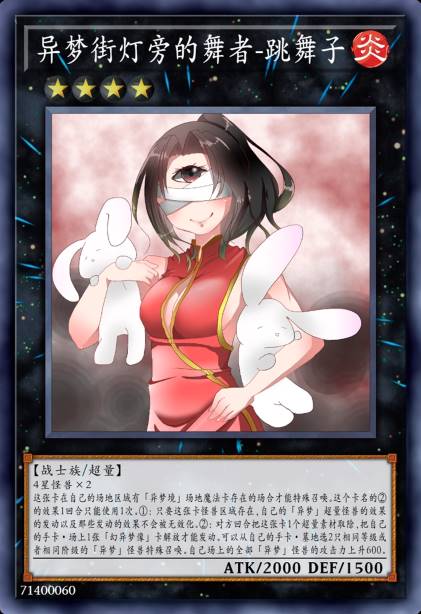 异梦街灯旁的舞者-跳舞子 炎
【战士族/超量】
4星怪兽×2
这张卡在自己的场地区域有「异梦境」场地魔法卡存在的场合才能特殊召唤。这个卡名的②
的效果1回合只能使用1次。①：只要这张卡怪兽区域存在,自己的「异梦」超量怪兽的效果
的发动以及那些发动的效果不会被无效化。②：对方回合把这张卡1个超量素材取除，把自己
的手卡·场上1张「幻异梦像」卡解放才能发动。可以从自己的手卡·墓地选2只相同等级或
者相同阶级的「异梦」怪兽特殊召唤。自己场上的全部「异梦」怪兽的攻击力上升600。
ATK/2000 DEF/1500
71400060